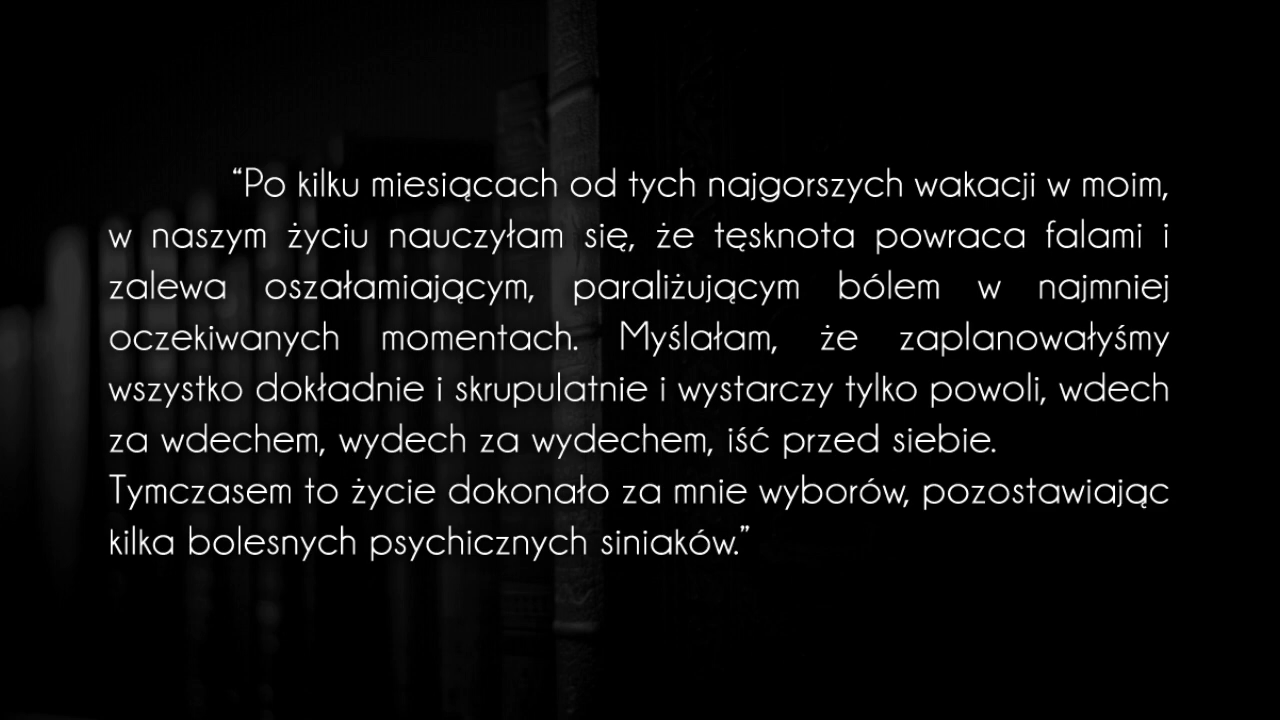 “Po kilku miesiącach od tych najgorszych wakacji w moim,
w naszym życiu nauczyłam się, że tęsknota powraca falami i
zalewa oszałamiającym, paraliżującym bólem w najmniej
oczekiwanych momentach. Myślałam, że zaplanowałyśmy
wszystko dokładnie i skrupulatnie i wystarczy tylko powoli, wdech
za wdechem, wydech za wydechem, iść przed siebie.
Tymczasem to życie dokonało za mnie wyborów, pozostawiając
kilka bolesnych psychicznych siniaków.”